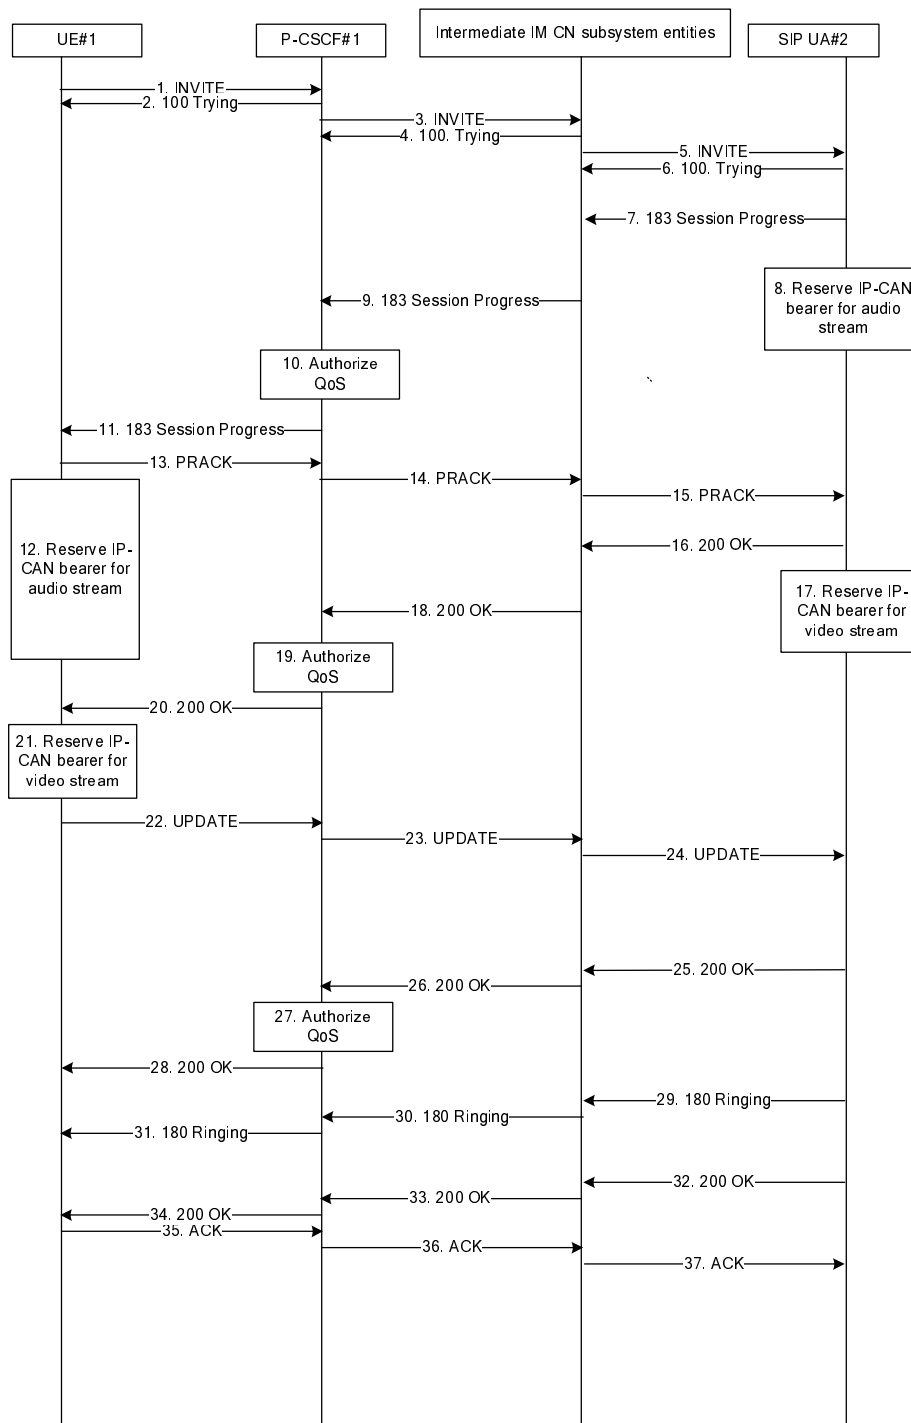 UE#1
P-CSCF#1
Intermediate IM CN subsystem entities
SIP UA#2
1. INVITE
2. 100 Trying
3. INVITE
4. 100. Trying
5. INVITE
6. 100. Trying
7. 183 Session Progress
8. Reserve IP-CAN
bearer for audio
stream
9. 183 Session Progress
10. Authorize
QoS
11. 183 Session Progress
13. PRACK
14. PRACK
15. PRACK
12. Reserve IP-
CAN bearer for
audio stream
16. 200 OK
17. Reserve IP-
CAN bearer for
video stream
18. 200 OK
19. Authorize
QoS
20. 200 OK
21. Reserve IP-
CAN bearer for
video stream
22. UPDATE
23. UPDATE
24. UPDATE
25. 200 OK
26. 200 OK
27. Authorize
QoS
28. 200 OK
29. 180 Ringing
30. 180 Ringing
31. 180 Ringing
32. 200 OK
33. 200 OK
34. 200 OK
35. ACK
36. ACK
37. ACK